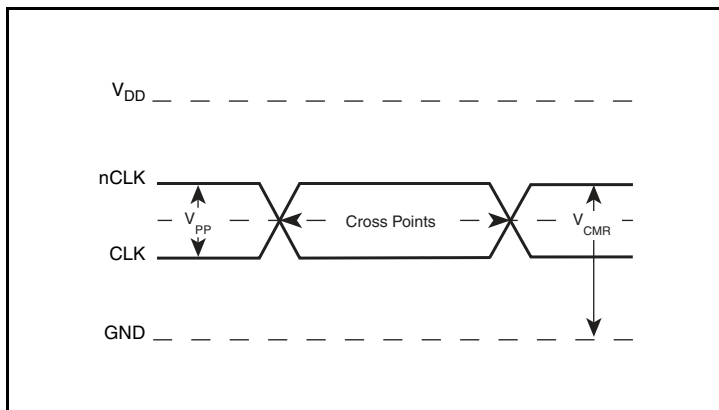 VDD
nCLK
VPP
Cross Points
VCMR
CLK
GND